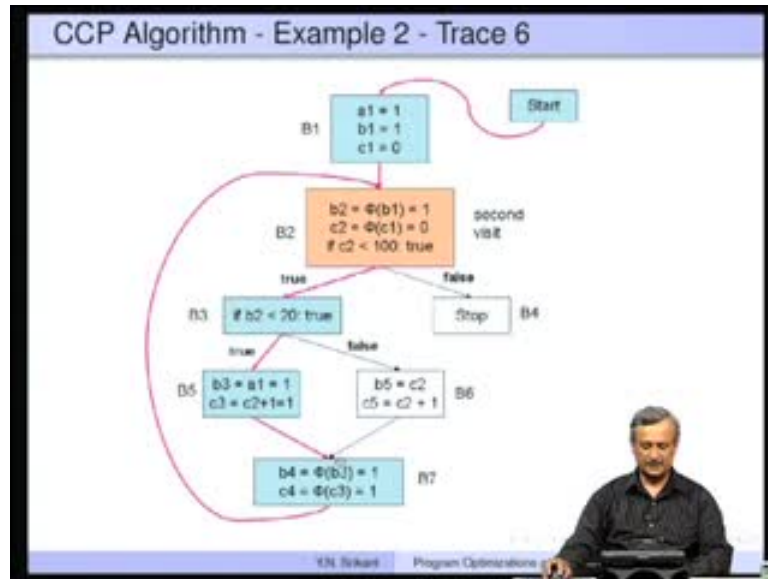 CCP Algorithm - Example 2 - Trace 6
Start
B1
a1 = 1
b1 = 1
c1 = 0
B2
b2 = Φ(b1) = 1
c2 = Φ(c1) = 0
if c2 < 100: true
second
visit
true
false
B3
if b2 < 20: true
Stop
B4
true
false
B5
b3 = a1 = 1
c3 = c2+1=1
b5 = c2
c5 = c2 + 1
B6
b4 = Φ(b3) = 1
c4 = Φ(c3) = 1
B7
Y.N. Srikant
Program Optimizations